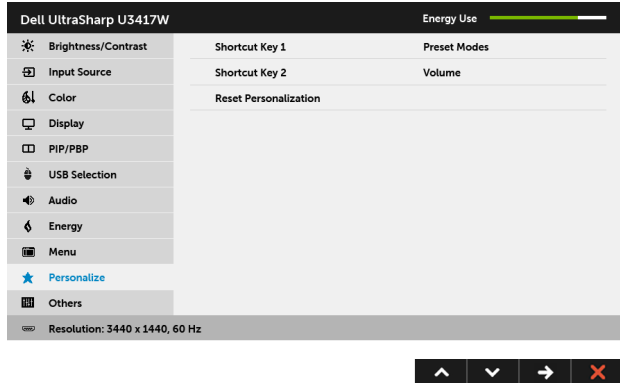 Dell UltraSharp U3417W Energy Use
Brightness/Contrast Shortcut Key 1 Preset Modes
Input Source Shortcut Key 2 Volume
Color Reset Personalization
Display
PIP/PBP
USB Selection
Audio
Energy
Menu
Personalize
Others
Resolution: 3440 x 1440, 60 Hz